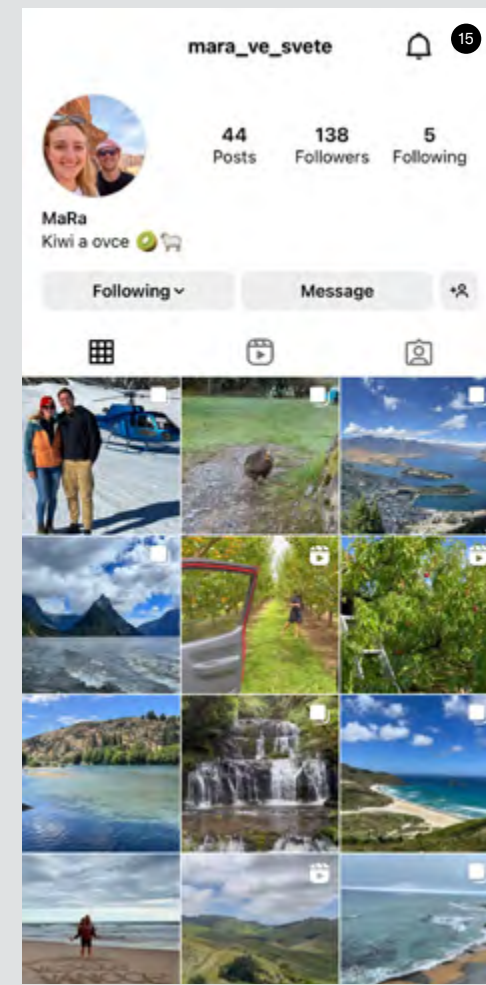 mara_ve_svete
15
44 138 5
Posts Followers Following
MaRa
Kiwi a ovce
Following Message